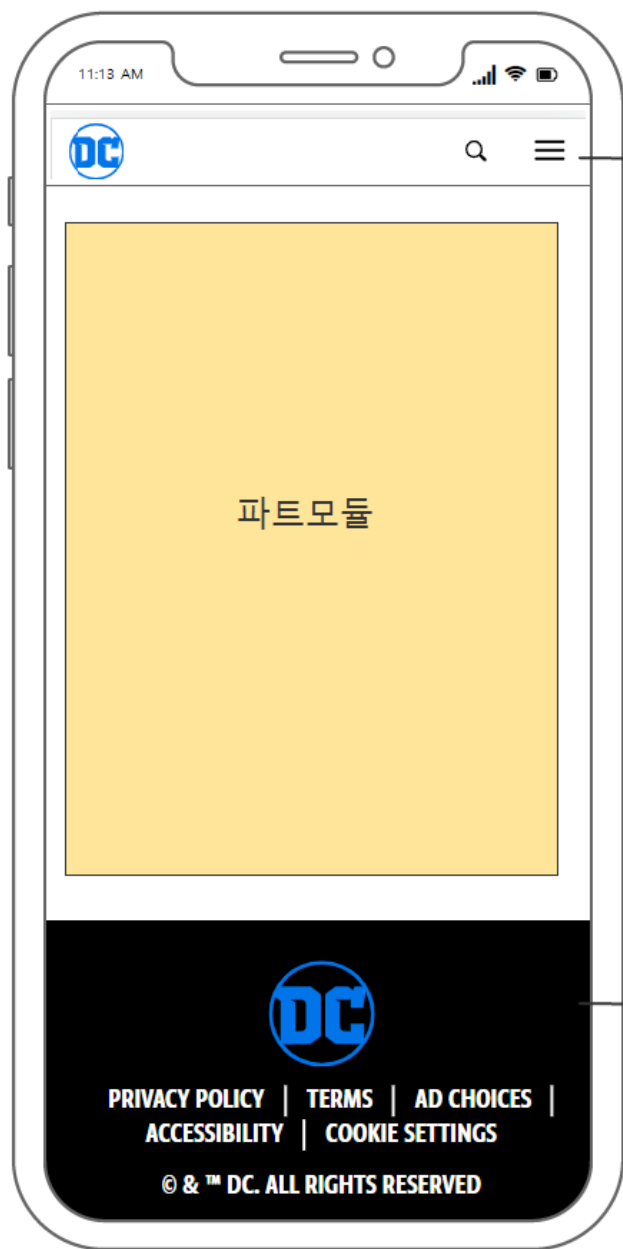 11:13 AM
DC
파트모듈
DC
PRIVACY POLICY | TERMS | AD CHOICES |
ACCESSIBILITY | COOKIE SETTINGS
© & ™ DC. ALL RIGHTS RESERVED